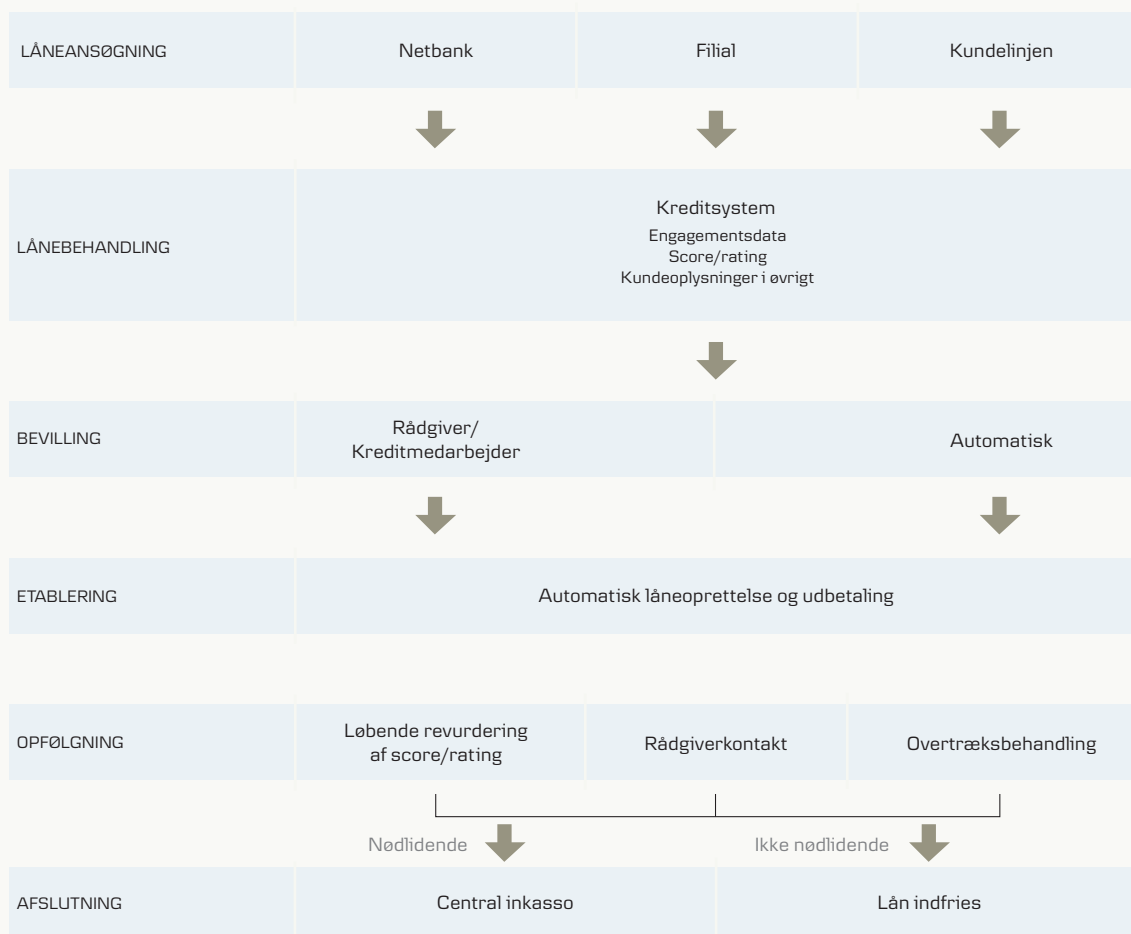 LÅNEANSØGNING
Netbank
Filial
Kundelinjen
LÅNEBEHANDLING
Kreditsystem
Engagementsdata
Score/rating
Kundeoplysninger i øvrigt
BEVILLING
Rådgiver/
Kreditmedarbejder
Automatisk
ETABLERING
Automatisk låneoprettelse og udbetaling
OPFØLGNING
Løbende revurdering
af score/rating
Rådgiverkontakt
Overtræksbehandling
Nødlidende
Ikke nødlidende
AFSLUTNING
Central inkasso
Lån indfries